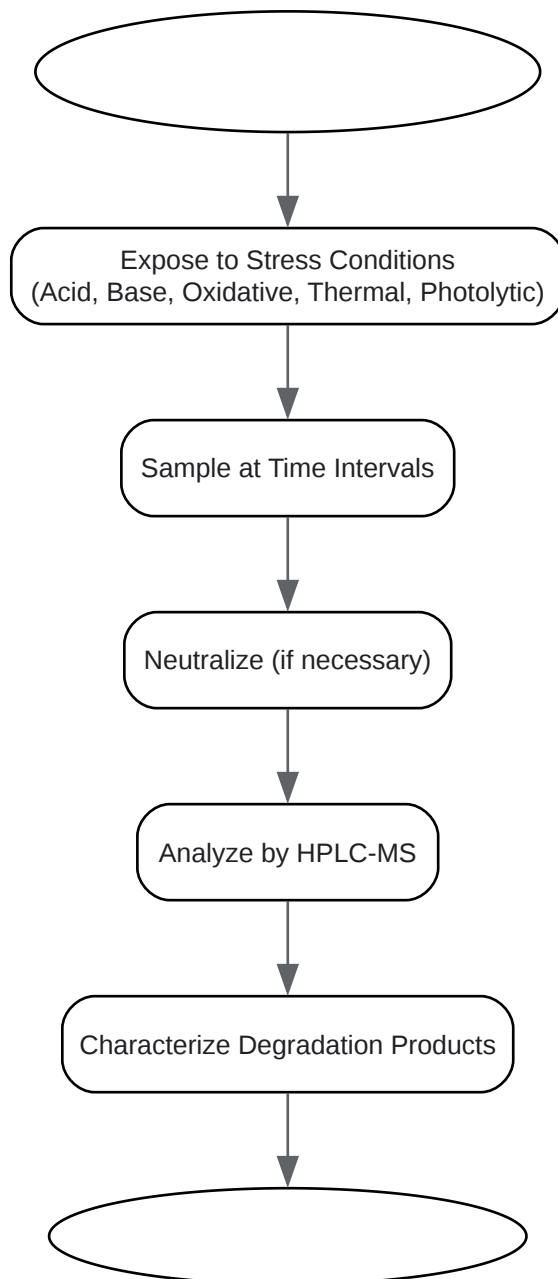 Expose to Stress Conditions
(Acid, Base, Oxidative, Thermal, Photolytic)
Sample at Time Intervals
Neutralize (if necessary)
Analyze by HPLC-MS
Characterize Degradation Products